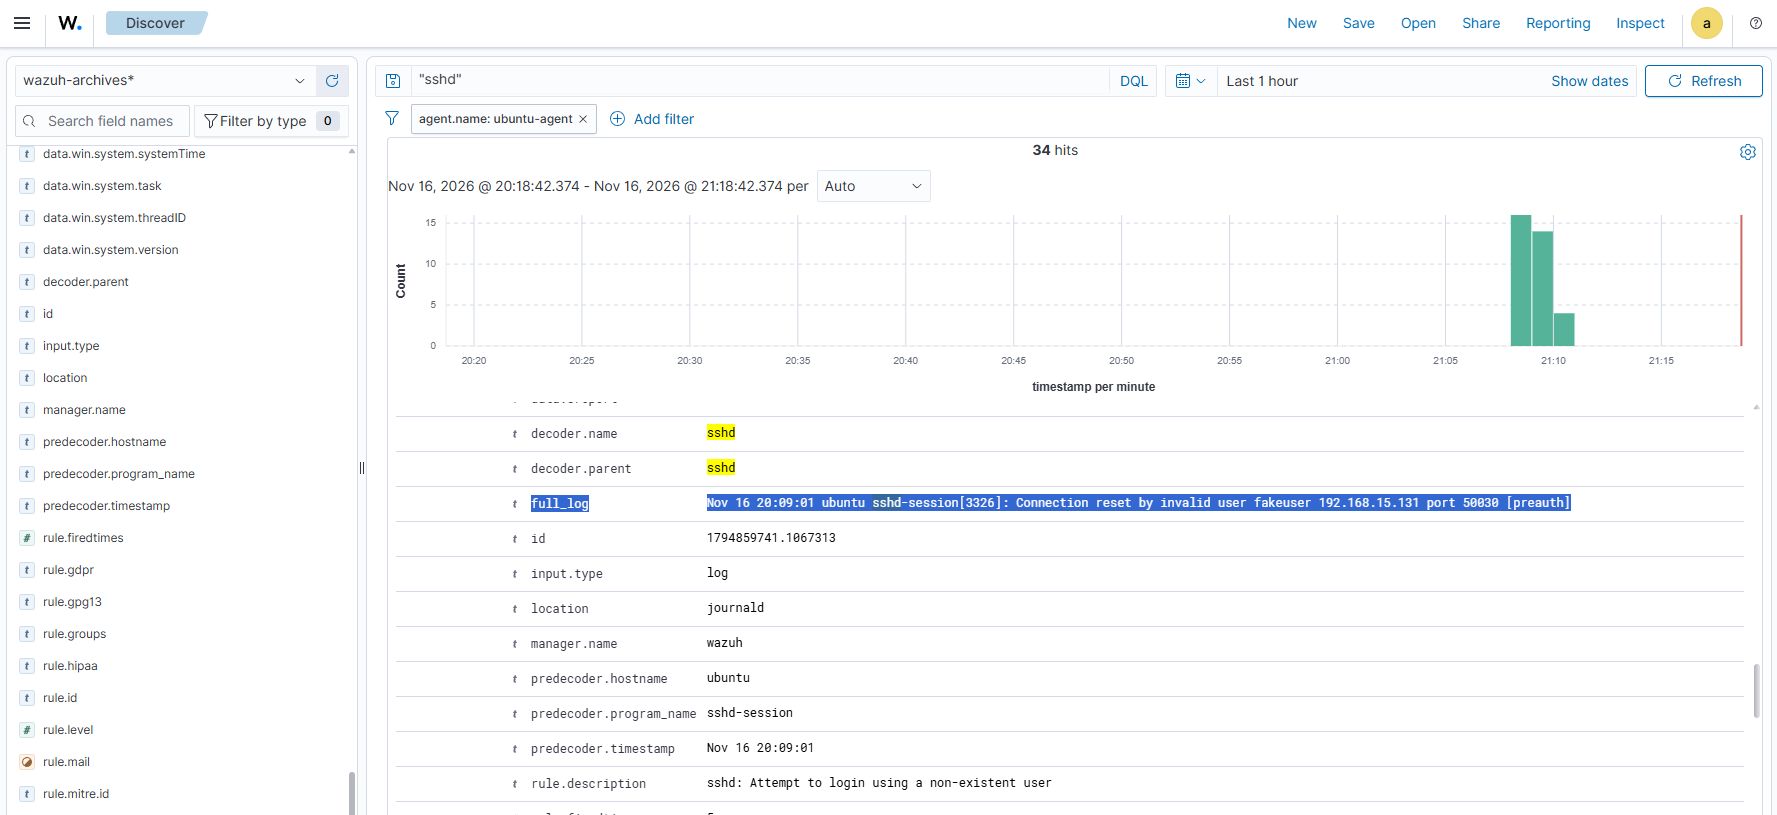 W.
Discover
New Save Open Share Reporting Inspect a
wazuh-archives*
Search field names
Filter by type 0
t data.win.system.systemTime
t data.win.system.task
t data.win.system.threadID
t data.win.system.version
t decoder.parent
t id
t input.type
t location
t manager.name
t predecoder.hostname
t predecoder.program_name
t predecoder.timestamp
# rule.firedtimes
t rule.gdpr
t rule.gpg13
t rule.groups
t rule.hipaa
t rule.id
# rule.level
rule.mail
t rule.mitre.id
"sshd"
DQL
Last 1 hour
Show dates
Refresh
agent.name: ubuntu-agent ×
Add filter
34 hits
Nov 16, 2026 @ 20:18:42.374 - Nov 16, 2026 @ 21:18:42.374 per Auto
Count
15
10
5
0
20:20 20:25 20:30 20:35 20:40 20:45 20:50 20:55 21:00 21:05 21:10 21:15
timestamp per minute
t decoder.name sshd
t decoder.parent sshd
t full_log Nov 16 20:09:01 ubuntu sshd-session[3326]: Connection reset by invalid user fakeuser 192.168.15.131 port 50030 [preauth]
t id 1794859741.1067313
t input.type log
t location journald
t manager.name wazuh
t predecoder.hostname ubuntu
t predecoder.program_name sshd-session
t predecoder.timestamp Nov 16 20:09:01
t rule.description sshd: Attempt to login using a non-existent user